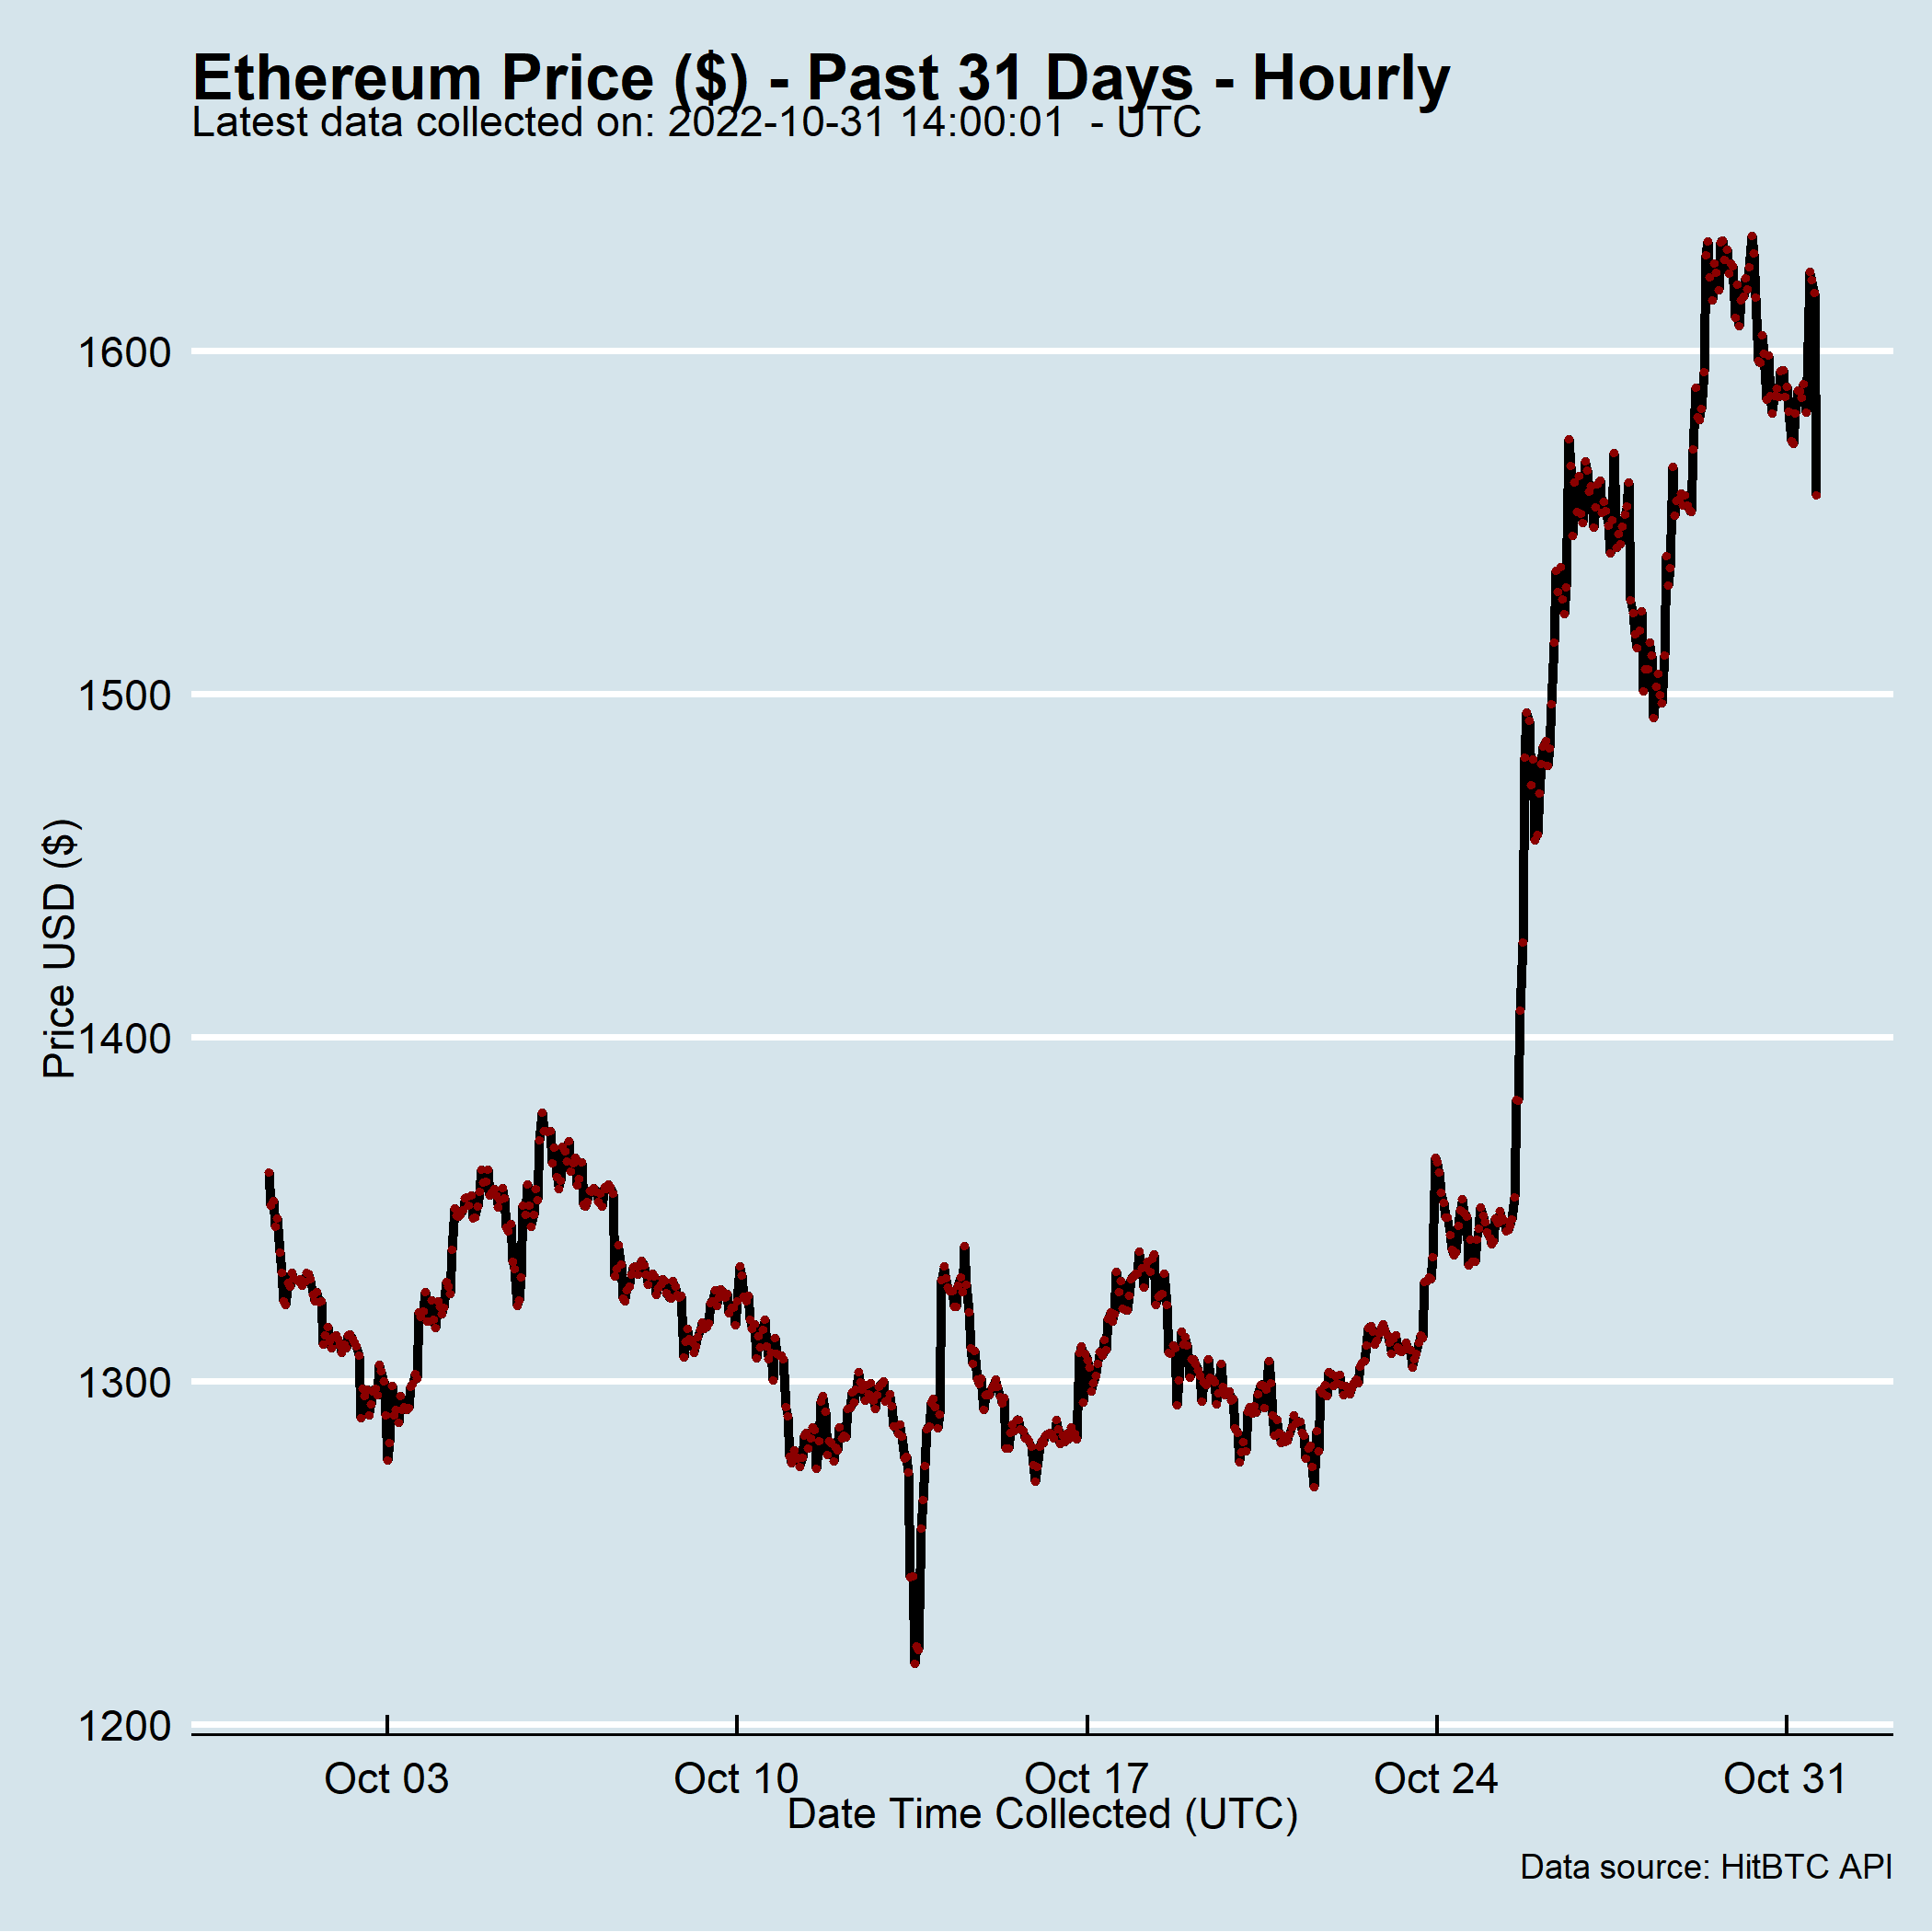 Ethereum Price ($) - Past 31 Days - Hourly
Latest data collected on: 2022-10-31 14:00:01  - UTC
Price USD ($)
1600
1500
1400
1300
1200
Oct 03 Oct 10 Oct 17 Oct 24 Oct 31
Date Time Collected (UTC)
Data source: HitBTC API